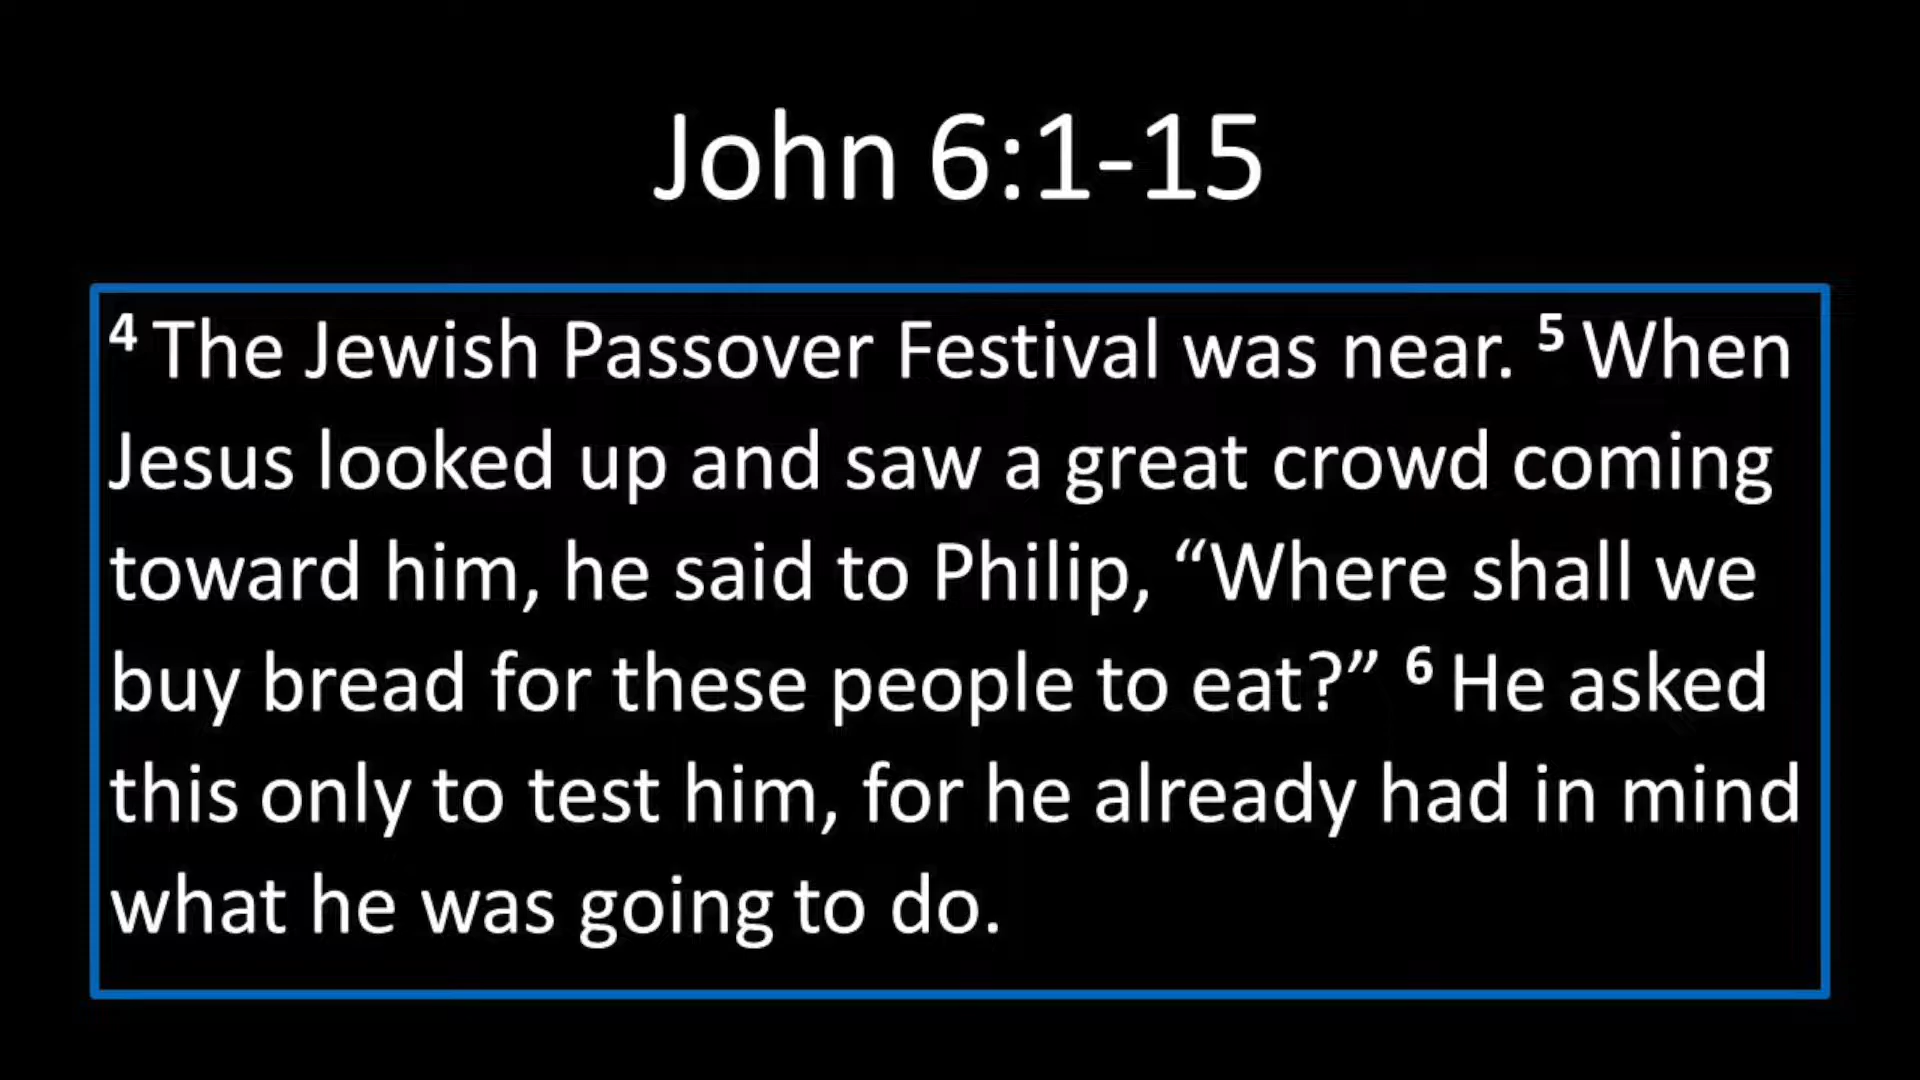 John 6:1-15
4 The Jewish Passover Festival was near. 5 When
Jesus looked up and saw a great crowd coming
toward him, he said to Philip, “Where shall we
buy bread for these people to eat?” 6 He asked
this only to test him, for he already had in mind
what he was going to do.